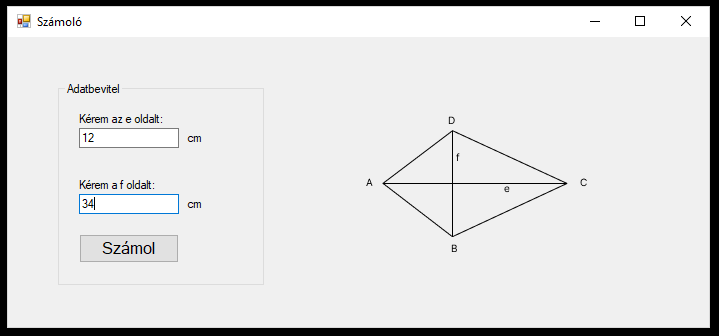 Számoló
Adatbevitel
Kérem az e oldalt:
12 cm
Kérem a f oldalt:
34 cm
Számol
D
f
A
e
C
B